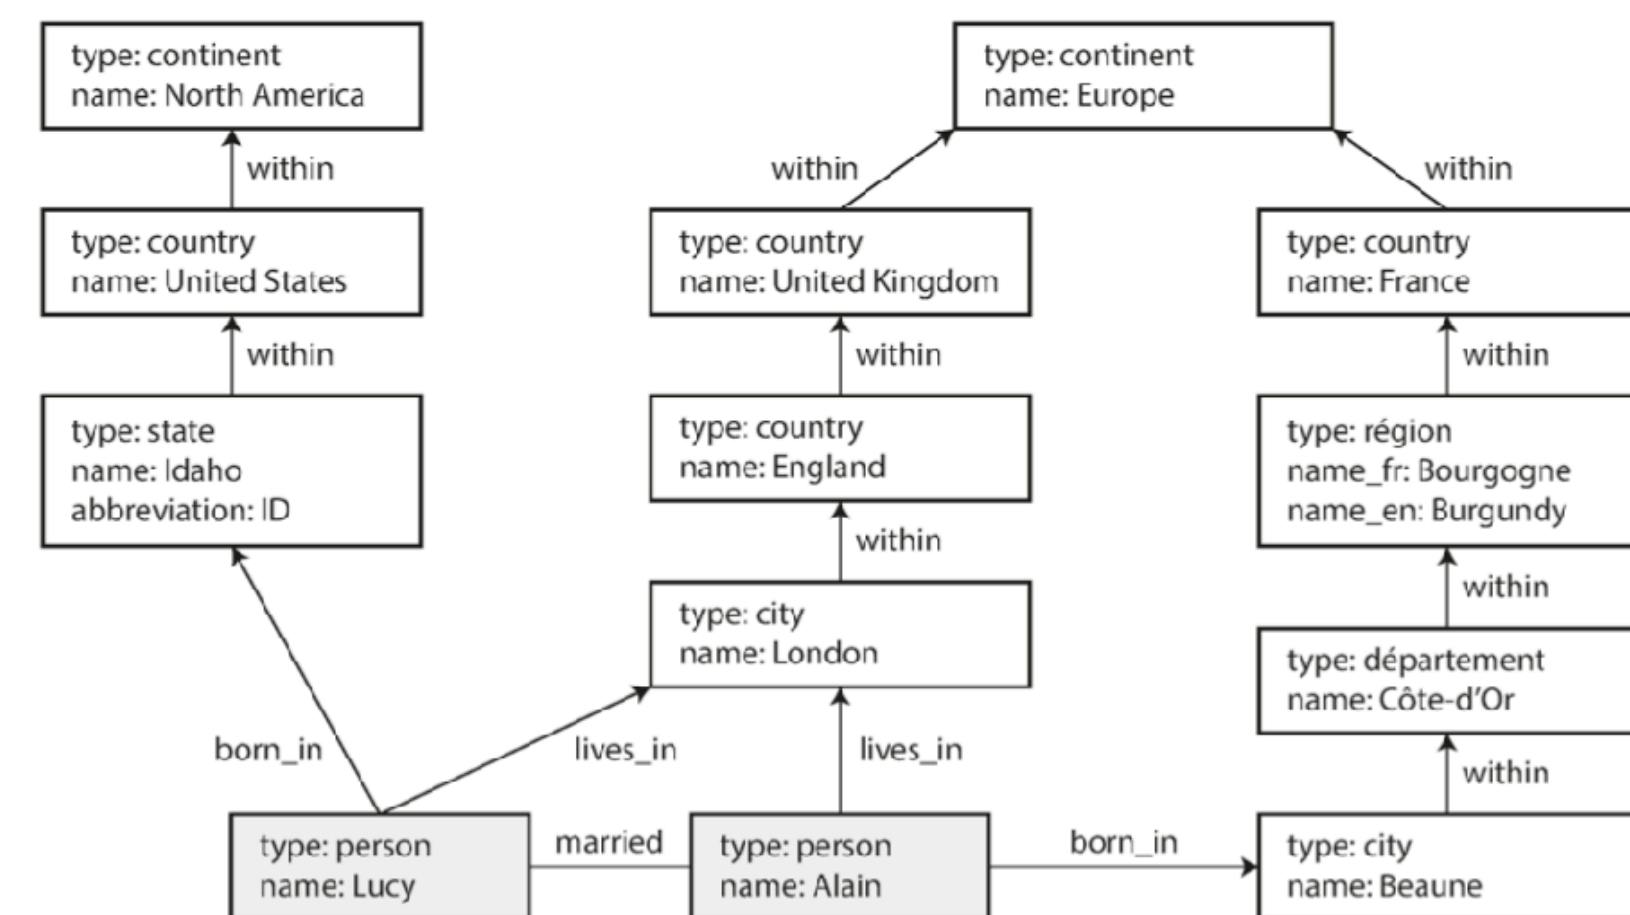 type: continent
name: North America
type: continent
name: Europe
within
within
within
type: country
name: United States
type: country
name: United Kingdom
type: country
name: France
within
within
within
type: state
name: Idaho
abbreviation: ID
type: country
name: England
type: région
name_fr: Bourgogne
name_en: Burgundy
within
within
type: city
name: London
type: département
name: Côte-d’Or
born_in
lives_in
lives_in
within
type: person
name: Lucy
married
type: person
name: Alain
born_in
type: city
name: Beaune